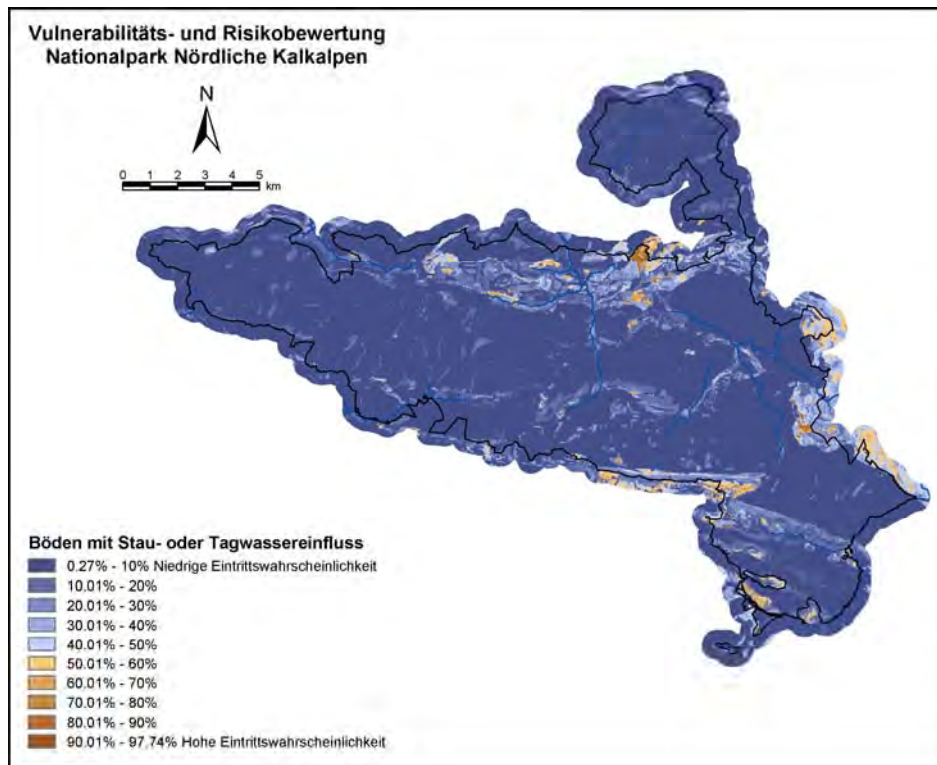 Vulnerabilitäts- und Risikobewertung
Nationalpark Nördliche Kalkalpen
N
0 1 2 3 4 5
km
Böden mit Stau- oder Tagwassereinfluss
0.27% - 10% Niedrige Eintrittswahrscheinlichkeit
10.01% - 20%
20.01% - 30%
30.01% - 40%
40.01% - 50%
50.01% - 60%
60.01% - 70%
70.01% - 80%
80.01% - 90%
90.01% - 97.74% Hohe Eintrittswahrscheinlichkeit